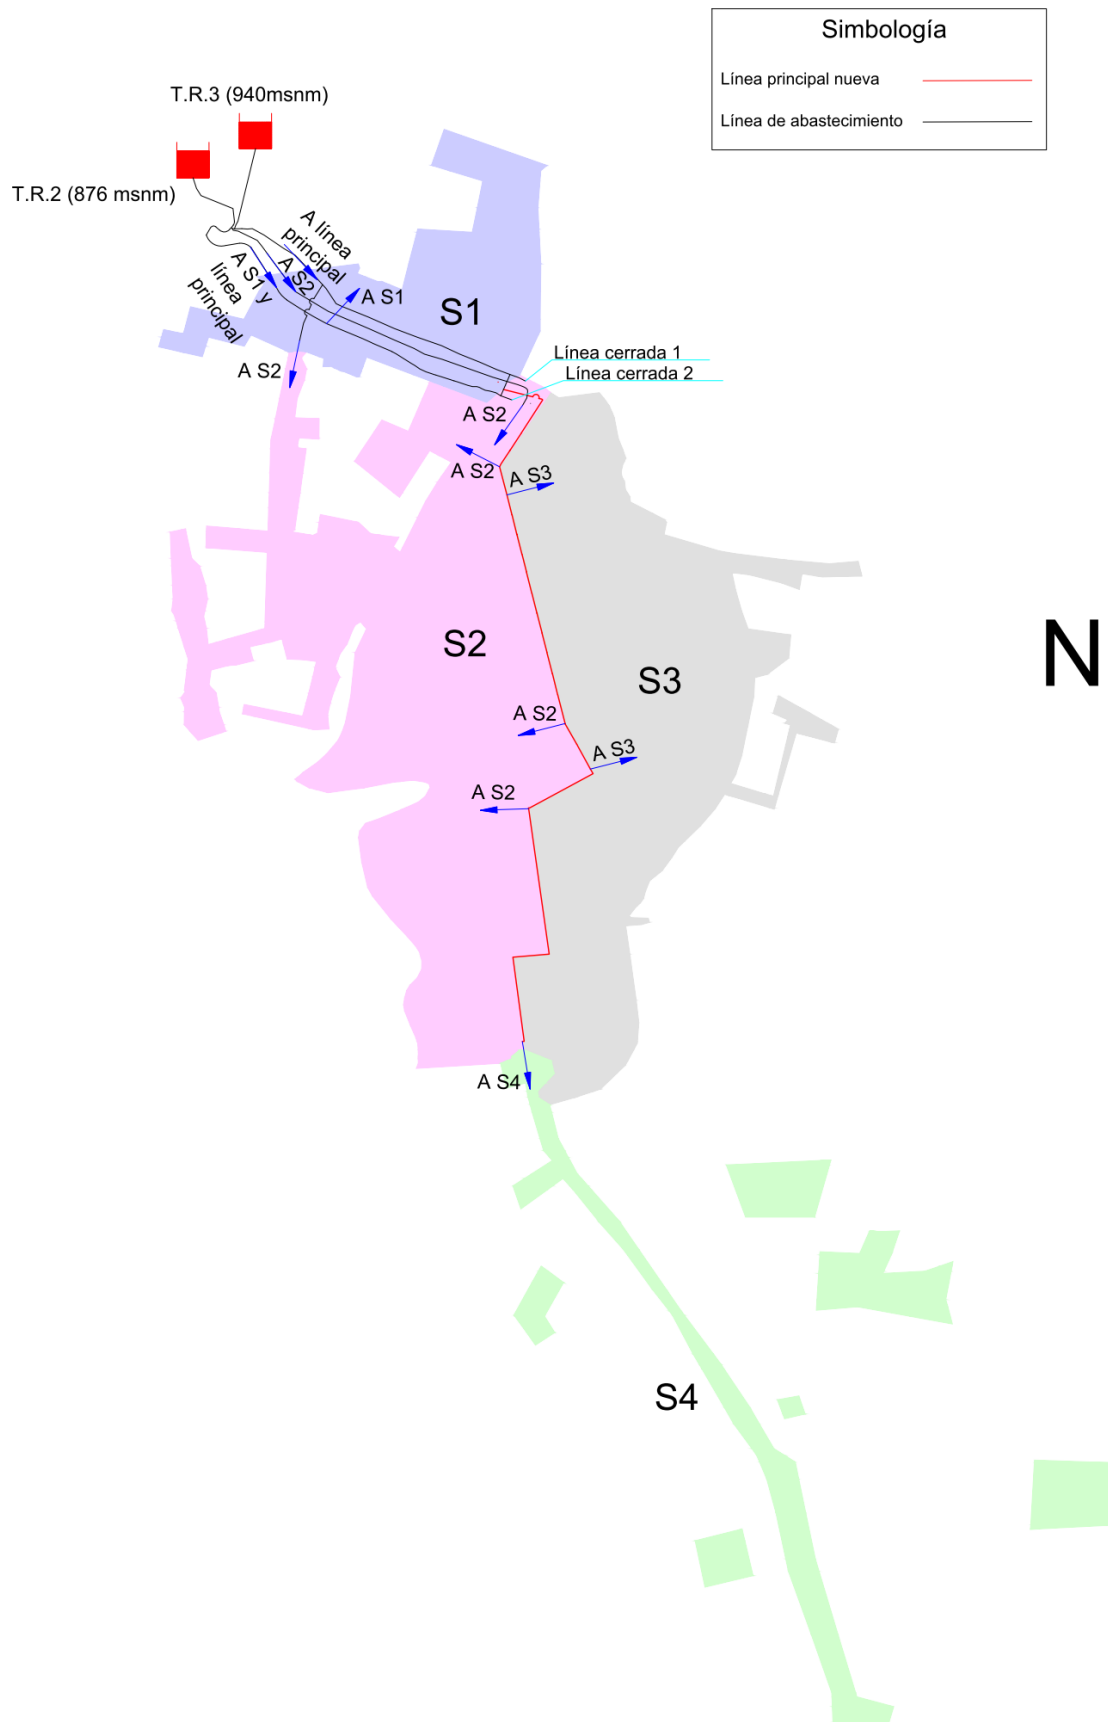 Simbología
Línea principal nueva
Línea de abastecimiento
T.R.3 (940msnm)
T.R.2 (876 msnm)
A línea
principal
A S2
A S1 y
línea
principal
A S1
S1
A S2
Línea cerrada 1
Línea cerrada 2
A S2
A S2
A S3
N
S2
S3
A S2
A S3
A S2
A S4
S4